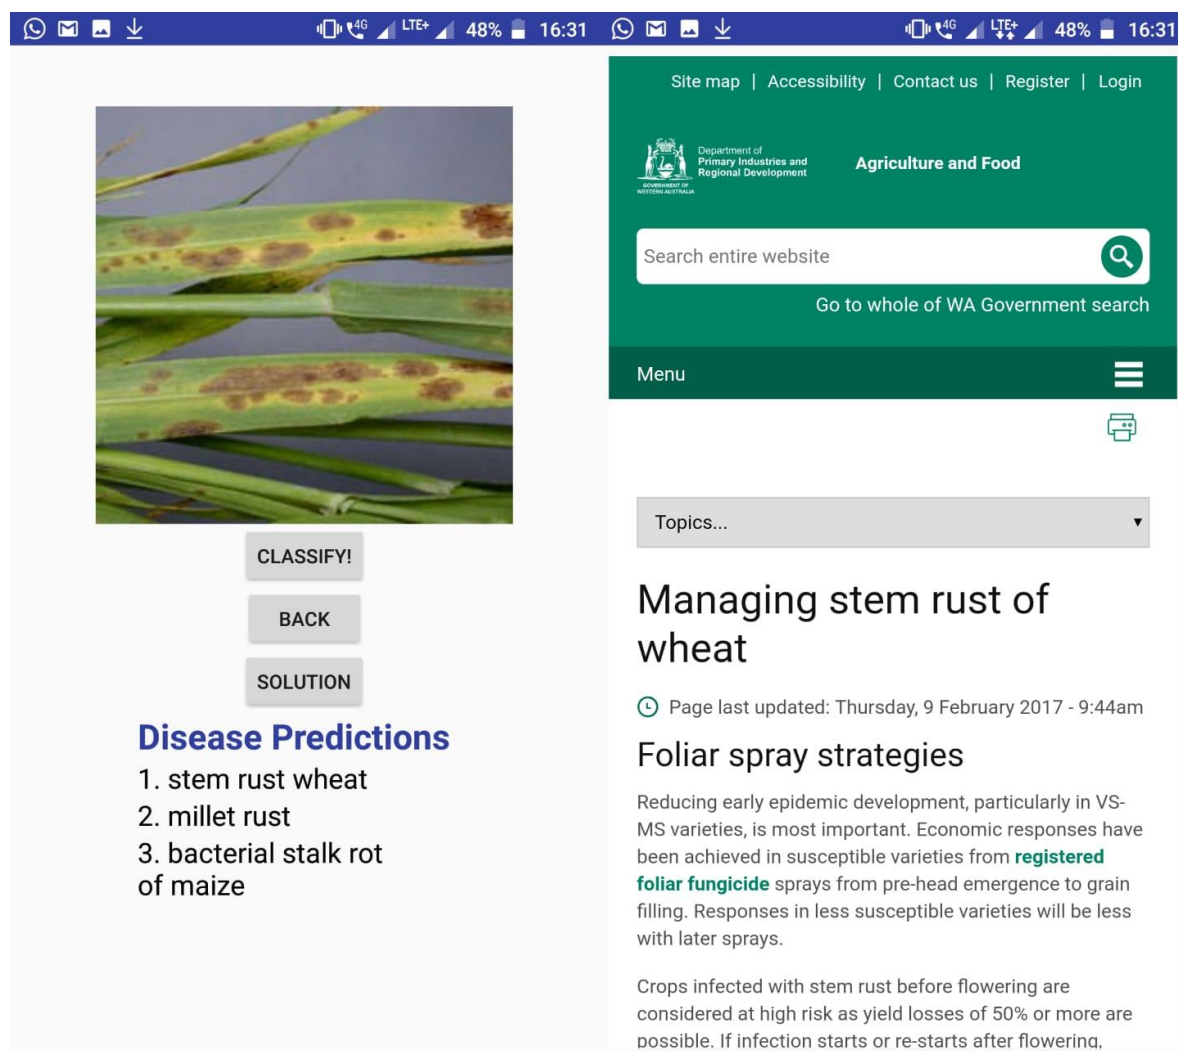 4G LTE+ 48% 16:31
CLASSIFY!
BACK
SOLUTION
Disease Predictions
1. stem rust wheat
2. millet rust
3. bacterial stalk rot
of maize
4G LTE+ 48% 16:31
Site map | Accessibility | Contact us | Register | Login
Department of
Primary Industries and
Regional Development
GOVERNMENT OF
WESTERN AUSTRALIA
Agriculture and Food
Search entire website
Go to whole of WA Government search
Menu
Topics...
Managing stem rust of
wheat
Page last updated: Thursday, 9 February 2017 - 9:44am
Foliar spray strategies
Reducing early epidemic development, particularly in VS-
MS varieties, is most important. Economic responses have
been achieved in susceptible varieties from registered
foliar fungicide sprays from pre-head emergence to grain
filling. Responses in less susceptible varieties will be less
with later sprays.
Crops infected with stem rust before flowering are
considered at high risk as yield losses of 50% or more are
possible. If infection starts or re-starts after flowering,